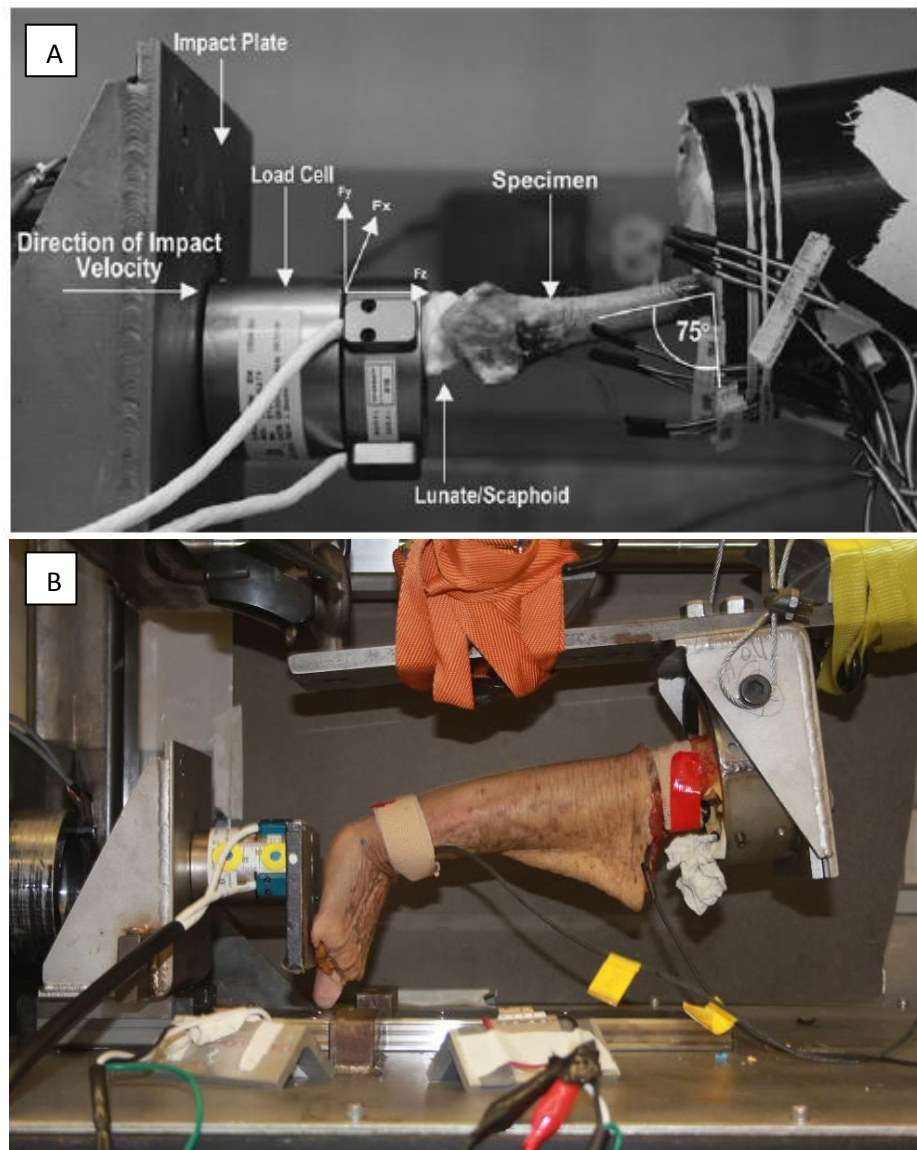 A
Impact Plate
Load Cell
Fy
Fx
Specimen
Direction of Impact
Velocity
Fz
75°
Lunate/Scaphoid
B